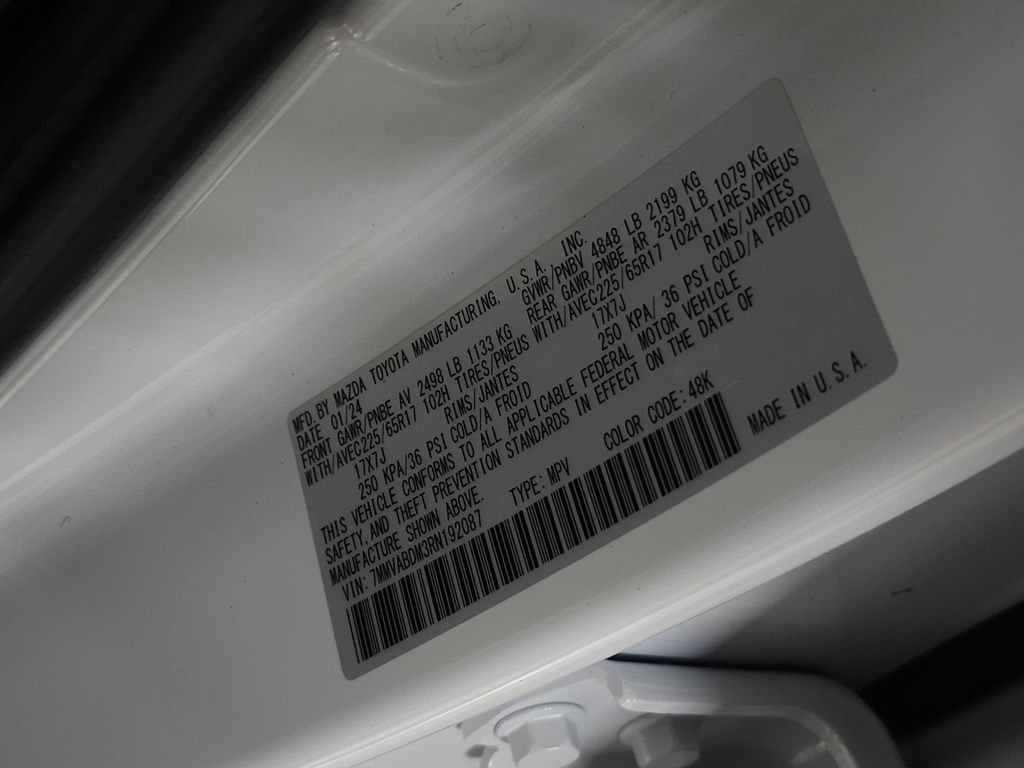 MFD. BY MAZDA TOYOTA MANUFACTURING, U.S.A. INC.
DATE 01/24 GVWR/PNBV 4848 LB 2199 KG
FRONT GAWR/PNBE AV 2498 LB 1133 KG REAR GAWR/PNBE AR 2379 LB 1079 KG
WITH/AVEC225/65R17 102H TIRES/PNEUS WITH/AVEC225/65R17 102H TIRES/PNEUS
17X7J RIMS/JANTES 17X7J RIMS/JANTES
250 KPA/36 PSI COLD/A FROID 250 KPA/ 36 PSI COLD/A FROID
THIS VEHICLE CONFORMS TO ALL APPLICABLE FEDERAL MOTOR VEHICLE
SAFETY, AND THEFT PREVENTION STANDARDS IN EFFECT ON THE DATE OF
MANUFACTURE SHOWN ABOVE.
VIN: 7MMVABDM3RN192087 TYPE: MPV COLOR CODE: 48K
MADE IN U.S.A.